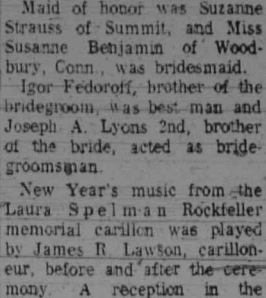 Maid of honor was Suzanne
Strauss of Summit, and Miss
Susanne Benjamin of Wood-
bury, Conn., was bridesmaid.
Igor Fedoroff, brother of the
bridegroom, was best man and
Joseph A. Lyons 2nd, brother
of the bride, acted as bride-
groomsman.
New Year's music from the
Laura Spelman Rockfeller
memorial carillon was played
by James R. Lawson, carillon-
eur, before and after the cere-
mony. A reception in the